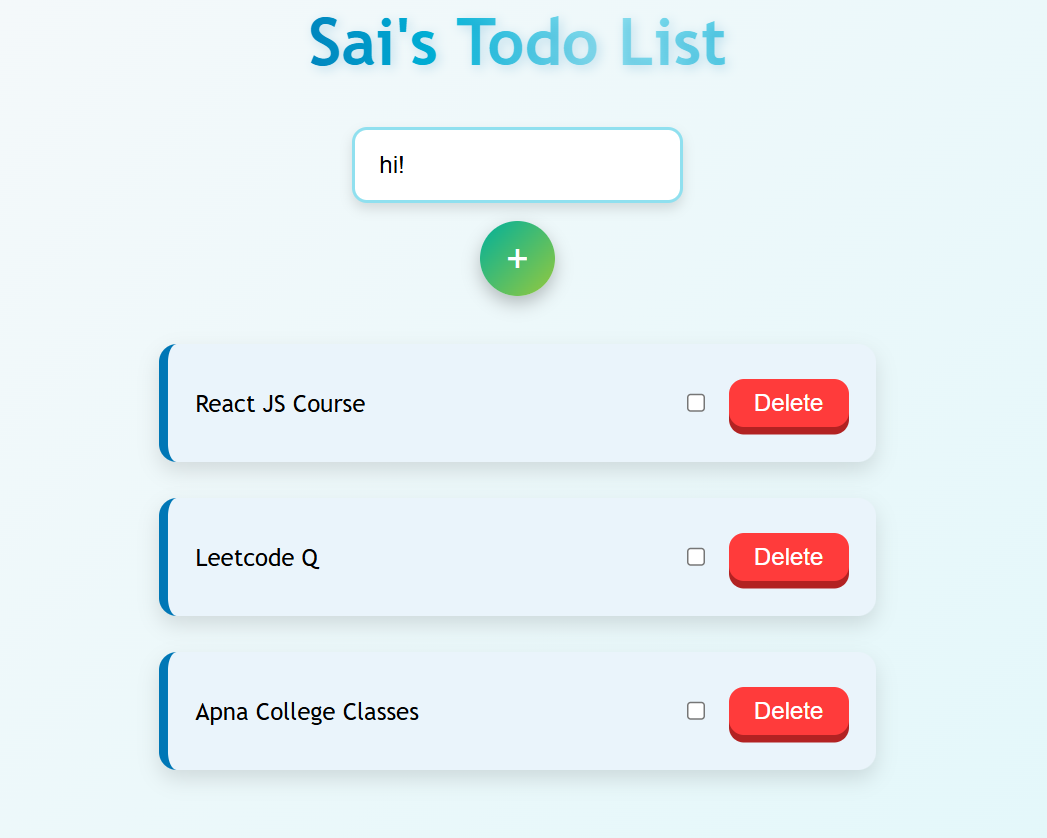 Sai's Todo List
hi!
+
React JS Course
Delete
Leetcode Q
Delete
Apna College Classes
Delete